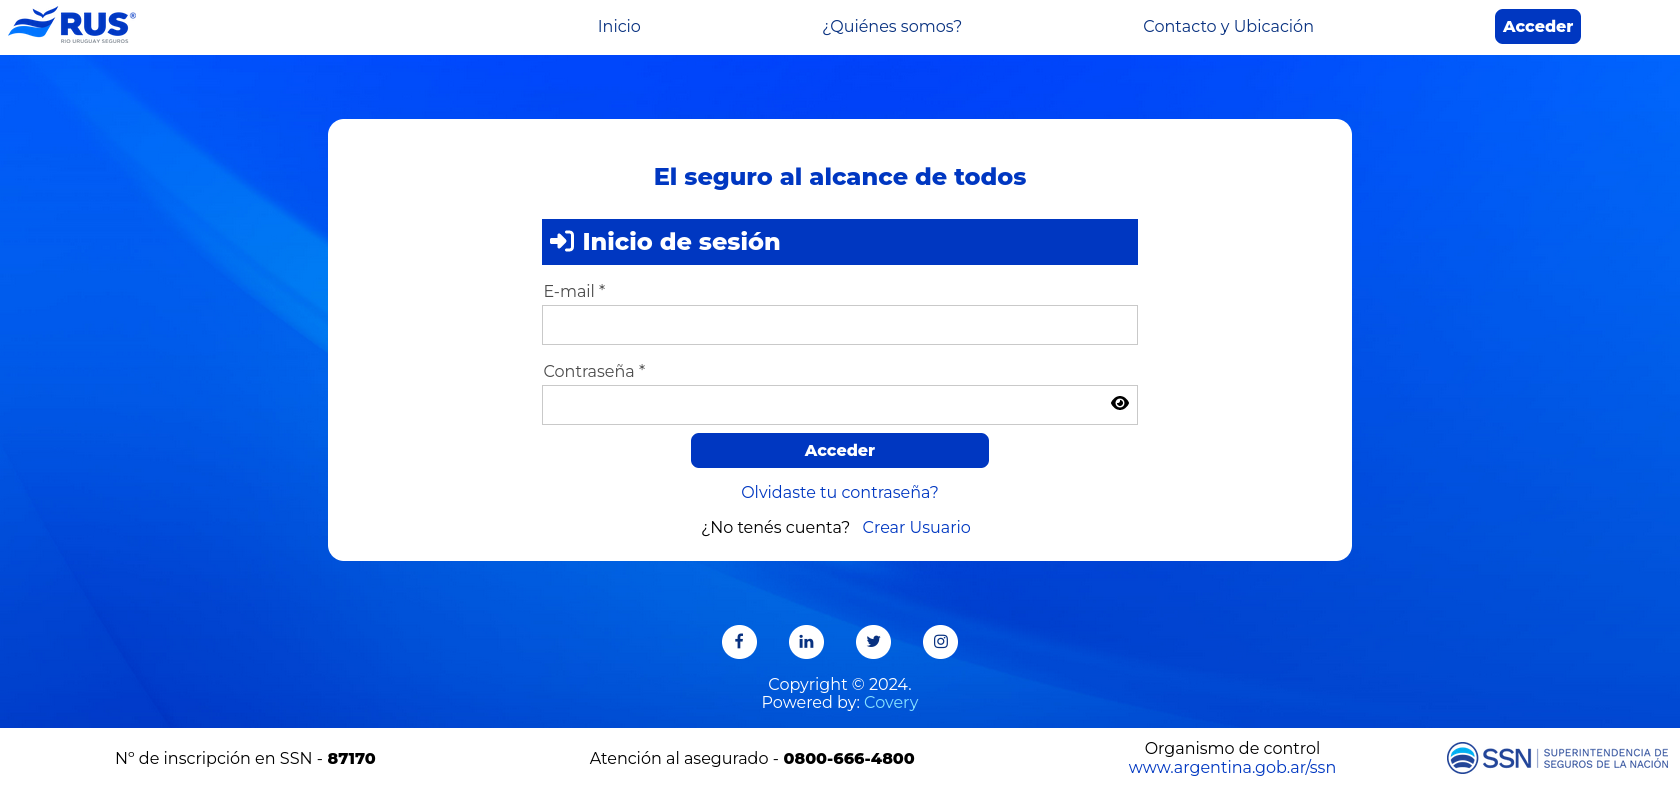 RUS®
RIO URUGUAY SEGUROS
Inicio
¿Quiénes somos?
Contacto y Ubicación
Acceder
El seguro al alcance de todos
Inicio de sesión
E-mail *
Contraseña *
Acceder
Olvidaste tu contraseña?
¿No tenés cuenta? Crear Usuario
Copyright © 2024.
Powered by: Covery
Nº de inscripción en SSN - 87170
Atención al asegurado - 0800-666-4800
Organismo de control
www.argentina.gob.ar/ssn
SSN
SUPERINTENDENCIA DE
SEGUROS DE LA NACIÓN